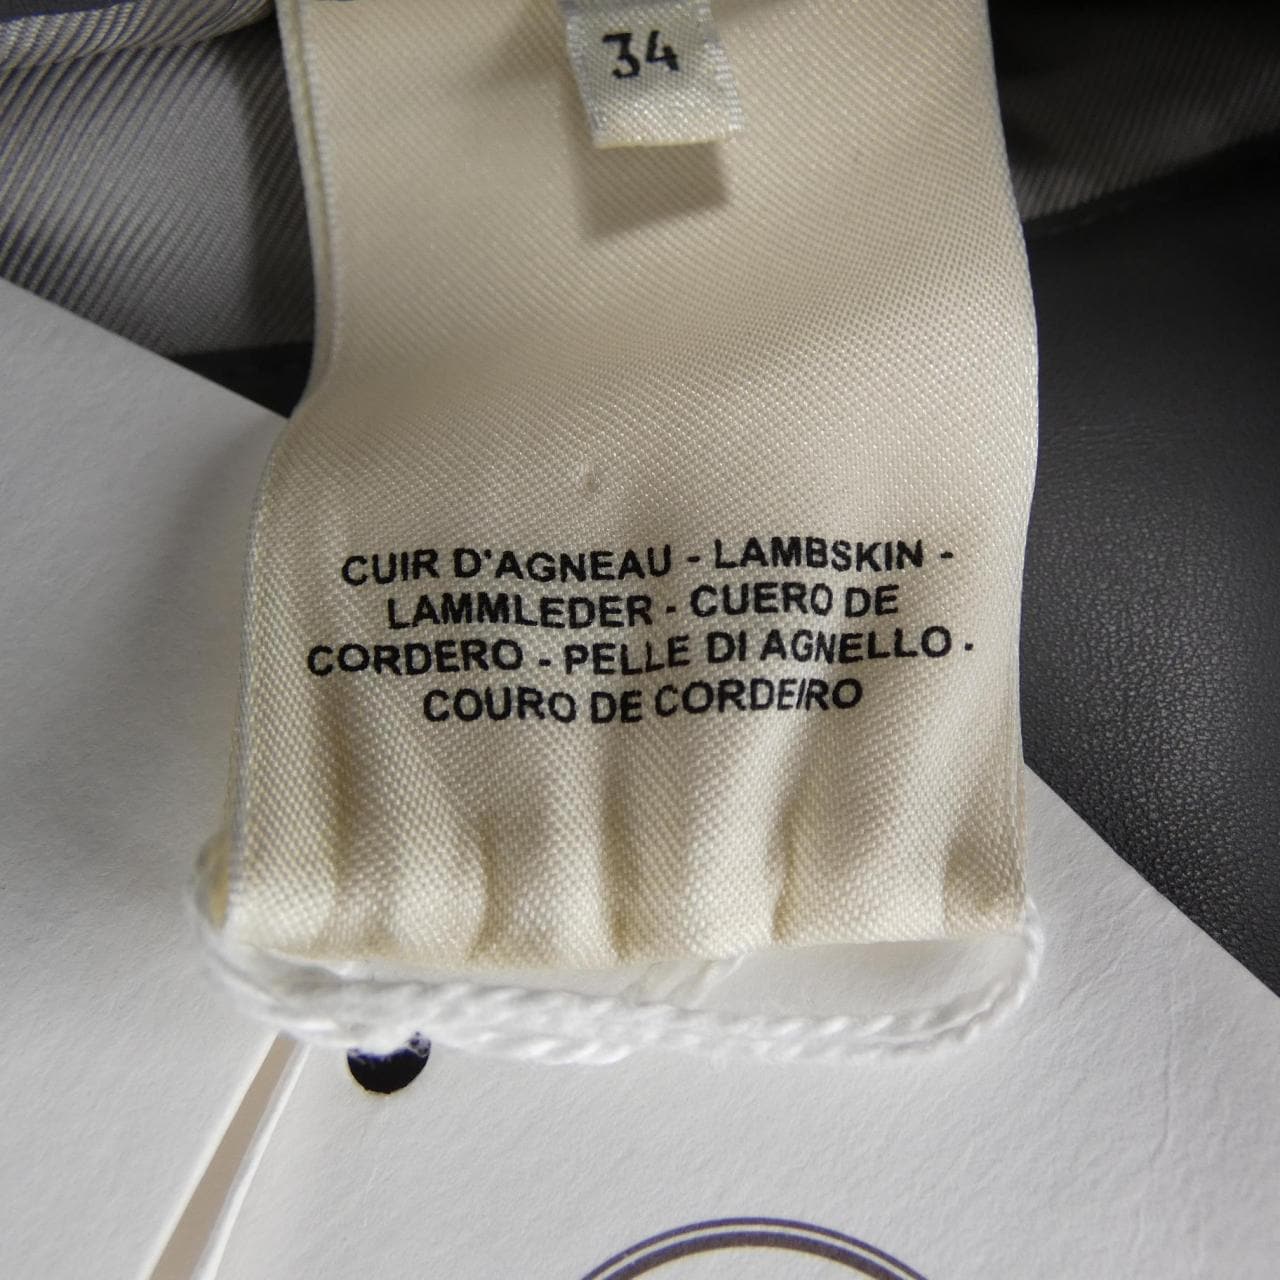 34
CUIR D'AGNEAU - LAMBSKIN -
LAMMLEDER - CUERO DE
CORDERO - PELLE DI AGNELLO -
COURO DE CORDEIRO